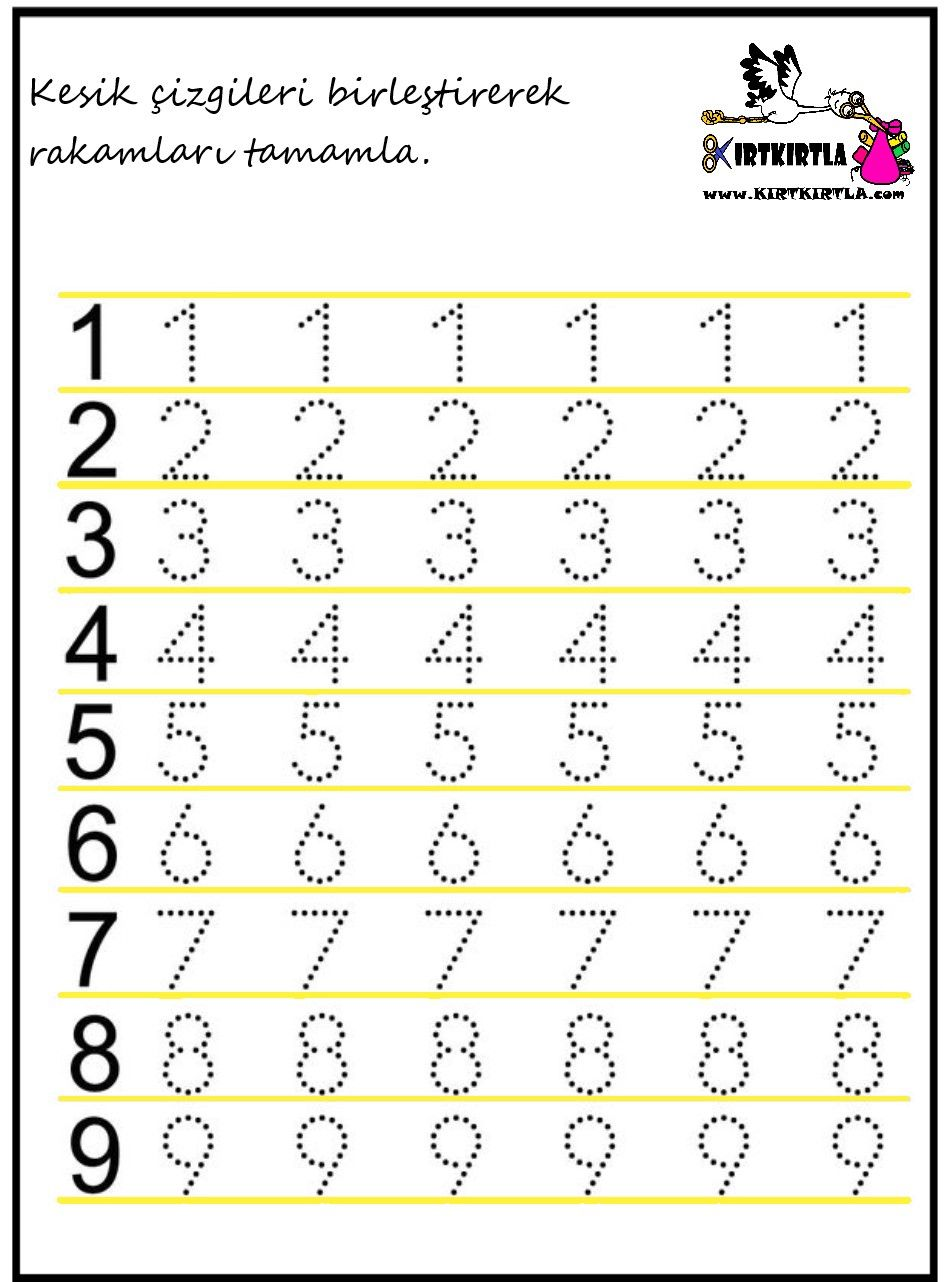 Kesik çizgileri birleştirerek
rakamları tamamla.
KIRTKIRTLA
www.KIRTKIRTLA.com
1 1 1 1 1 1 1
2 2 2 2 2 2 2
3 3 3 3 3 3 3
4 4 4 4 4 4 4
5 5 5 5 5 5 5
6 6 6 6 6 6 6
7 7 7 7 7 7 7
8 8 8 8 8 8 8
9 9 9 9 9 9 9